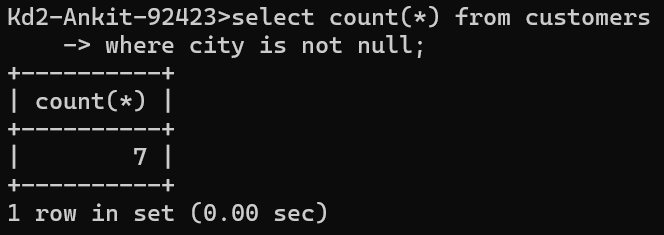 Kd2-Ankit-92423>select count(*) from customers
    -> where city is not null;
+----------+
| count(*) |
+----------+
|        7 |
+----------+
1 row in set (0.00 sec)